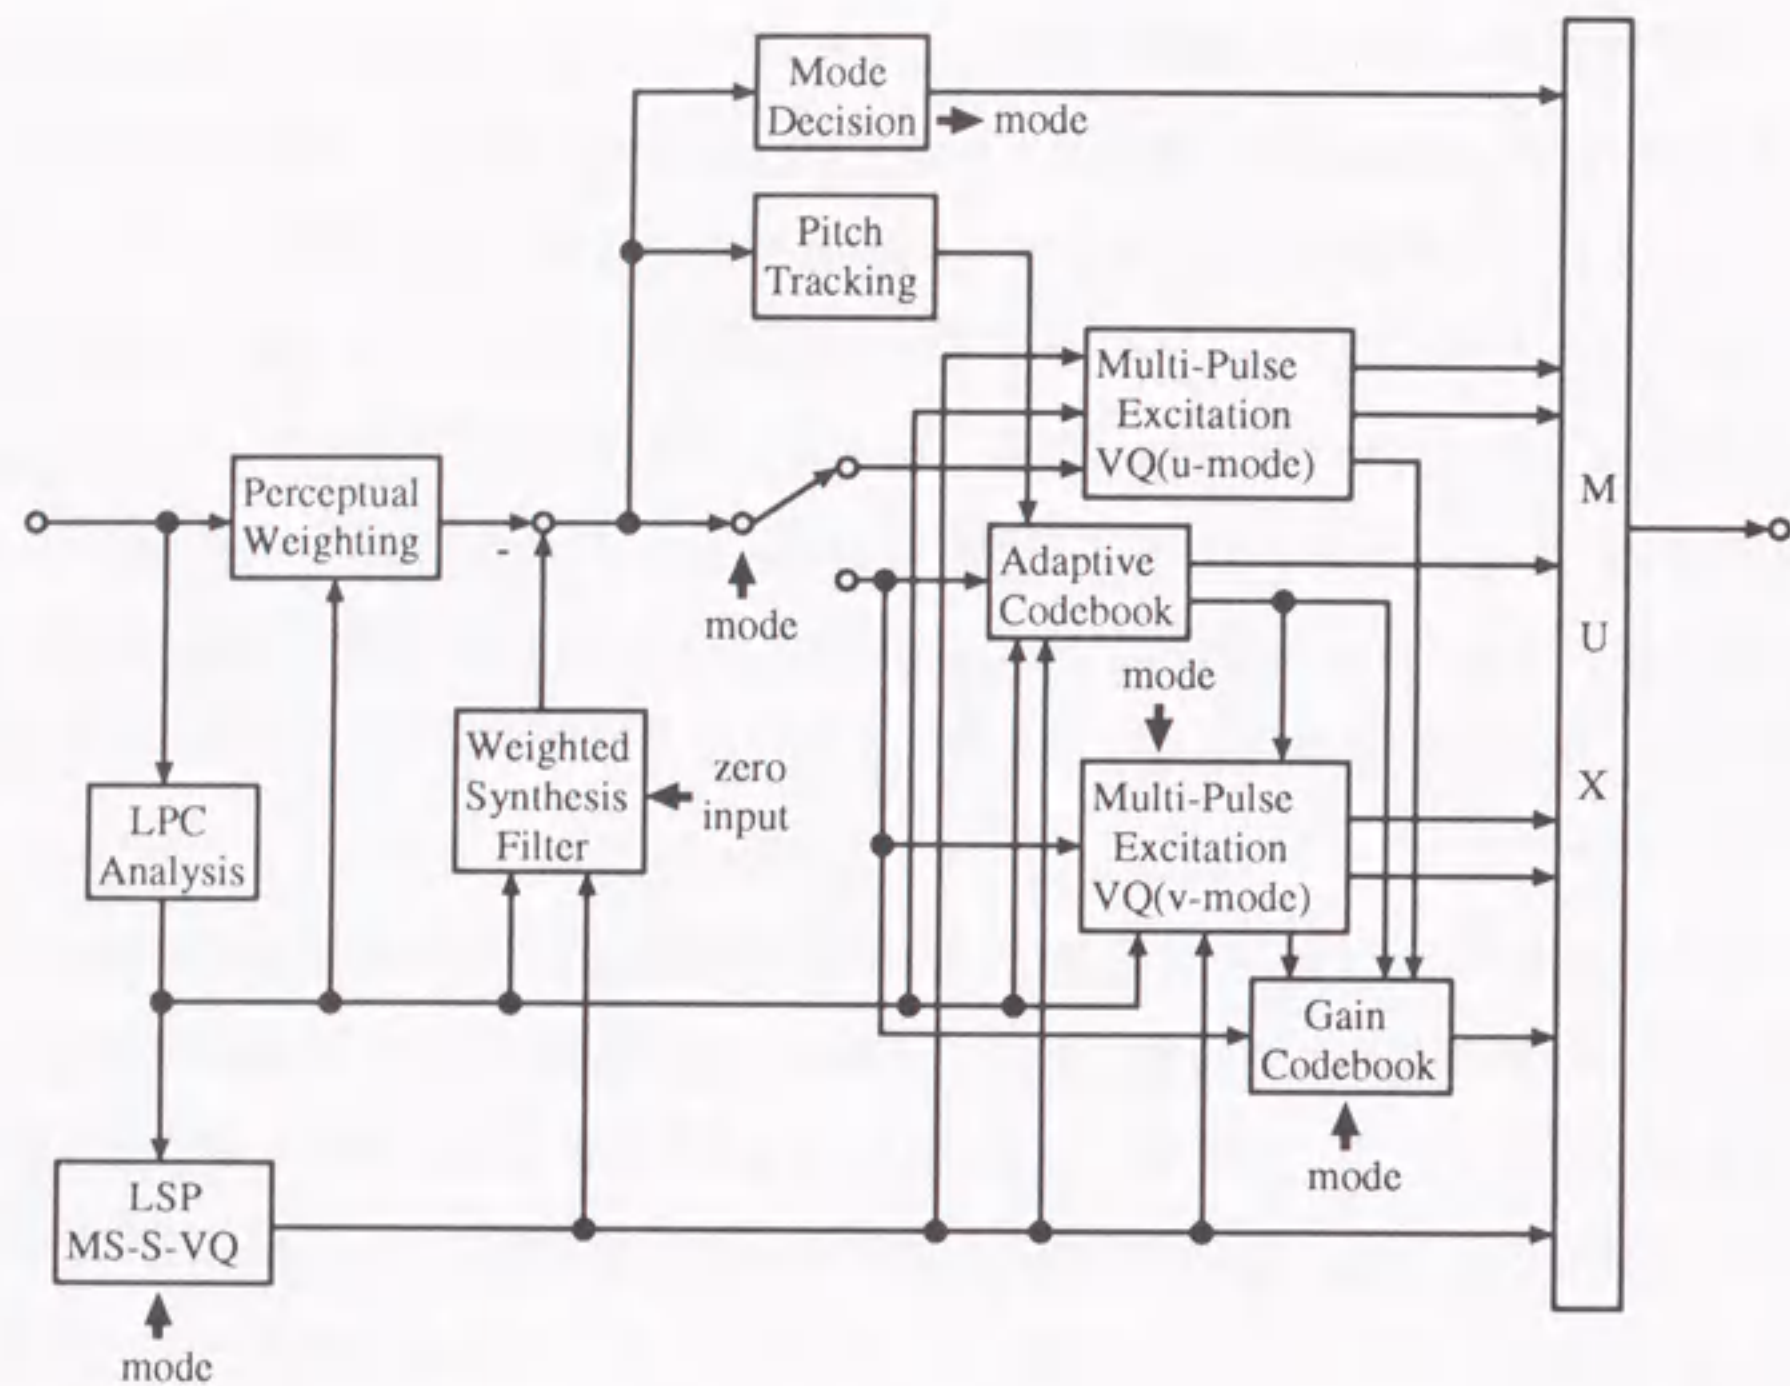 Mode
Decision
mode
Pitch
Tracking
Multi-Pulse
Excitation
VQ(u-mode)
Perceptual
Weighting
-
mode
Adaptive
Codebook
mode
Weighted
Synthesis
Filter
zero
input
LPC
Analysis
Multi-Pulse
Excitation
VQ(v-mode)
Gain
Codebook
mode
LSP
MS-S-VQ
mode
M
U
X